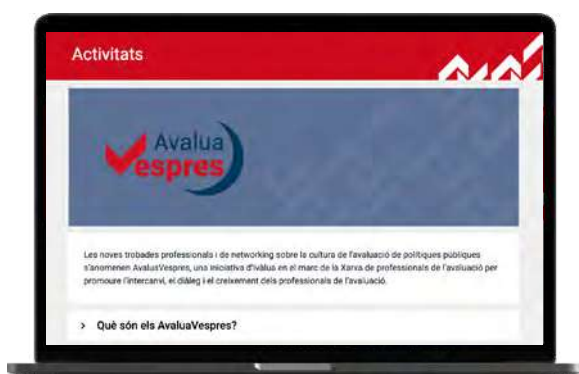 Activitats
Avalua
Vespres
Les noves trobades professionals i de networking sobre la cultura de l'avaluació de polítiques públiques
s'anomenen AvaluaVespres, una iniciativa d'Ivàlua en el marc de la Xarxa de professionals de l'avaluació per
promoure l'intercanvi, el diàleg i el creixement dels professionals de l'avaluació.
> Què són els AvaluaVespres?